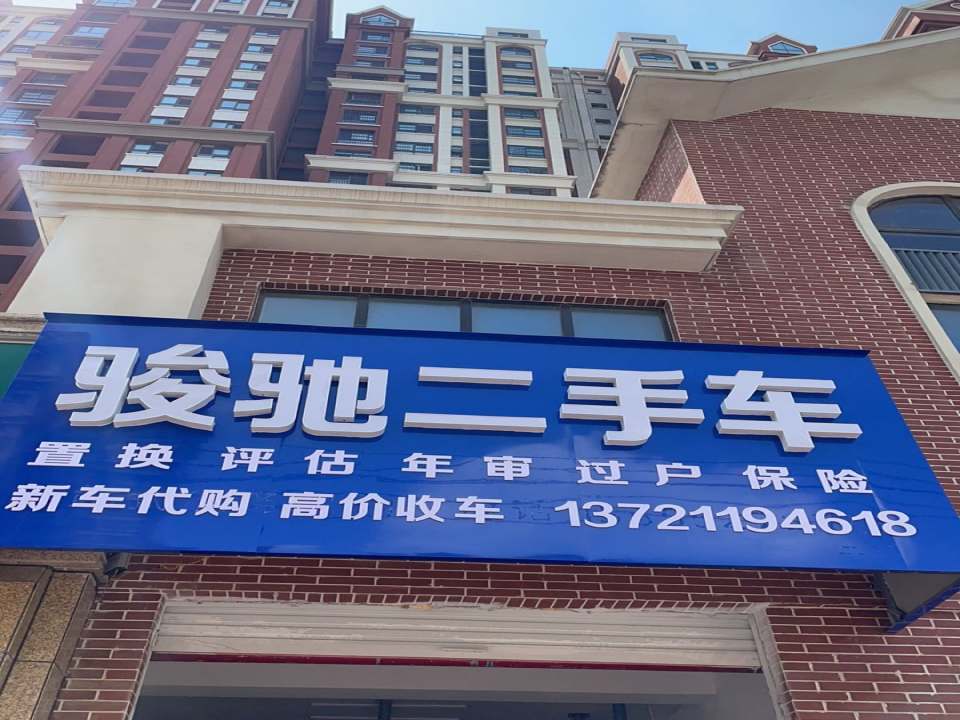 骏驰二手车
置换 评估 年审 过户 保险
新车代购 高价收车 13721194618